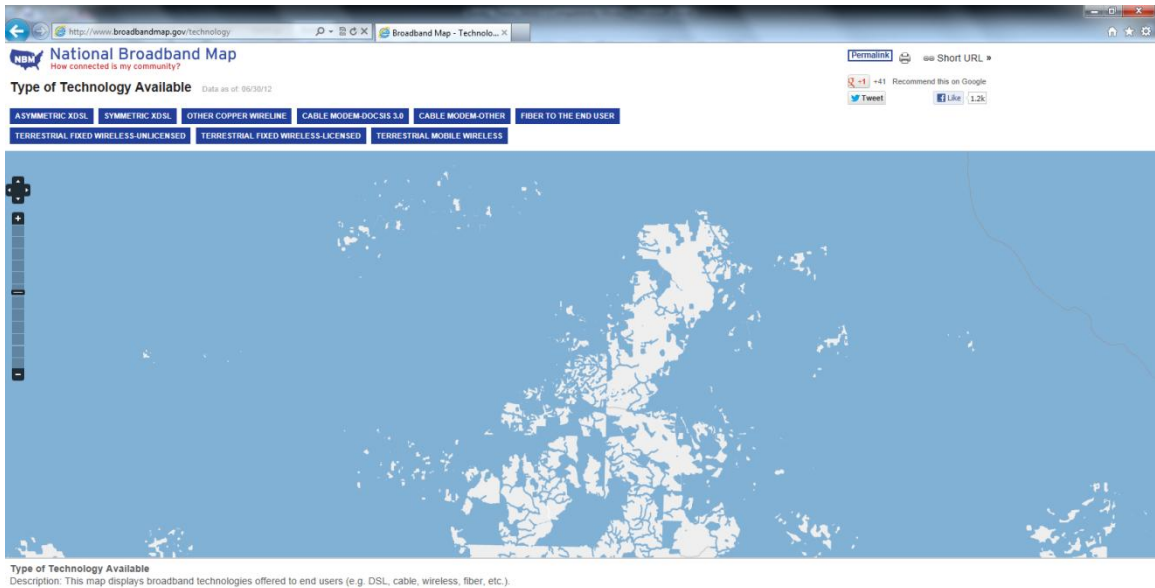 http://www.broadbandmap.gov/technology
Broadband Map - Technolo...
NBM
National Broadband Map
How connected is my community?
Permalink
Short URL »
Type of Technology Available Data as of: 06/30/12
+1 +41 Recommend this on Google
Tweet Like 1.2k
ASYMMETRIC XDSL SYMMETRIC XDSL OTHER COPPER WIRELINE CABLE MODEM-DOCSIS 3.0 CABLE MODEM-OTHER FIBER TO THE END USER
TERRESTRIAL FIXED WIRELESS-UNLICENSED TERRESTRIAL FIXED WIRELESS-LICENSED TERRESTRIAL MOBILE WIRELESS
Type of Technology Available
Description: This map displays broadband technologies offered to end users (e.g. DSL, cable, wireless, fiber, etc.).